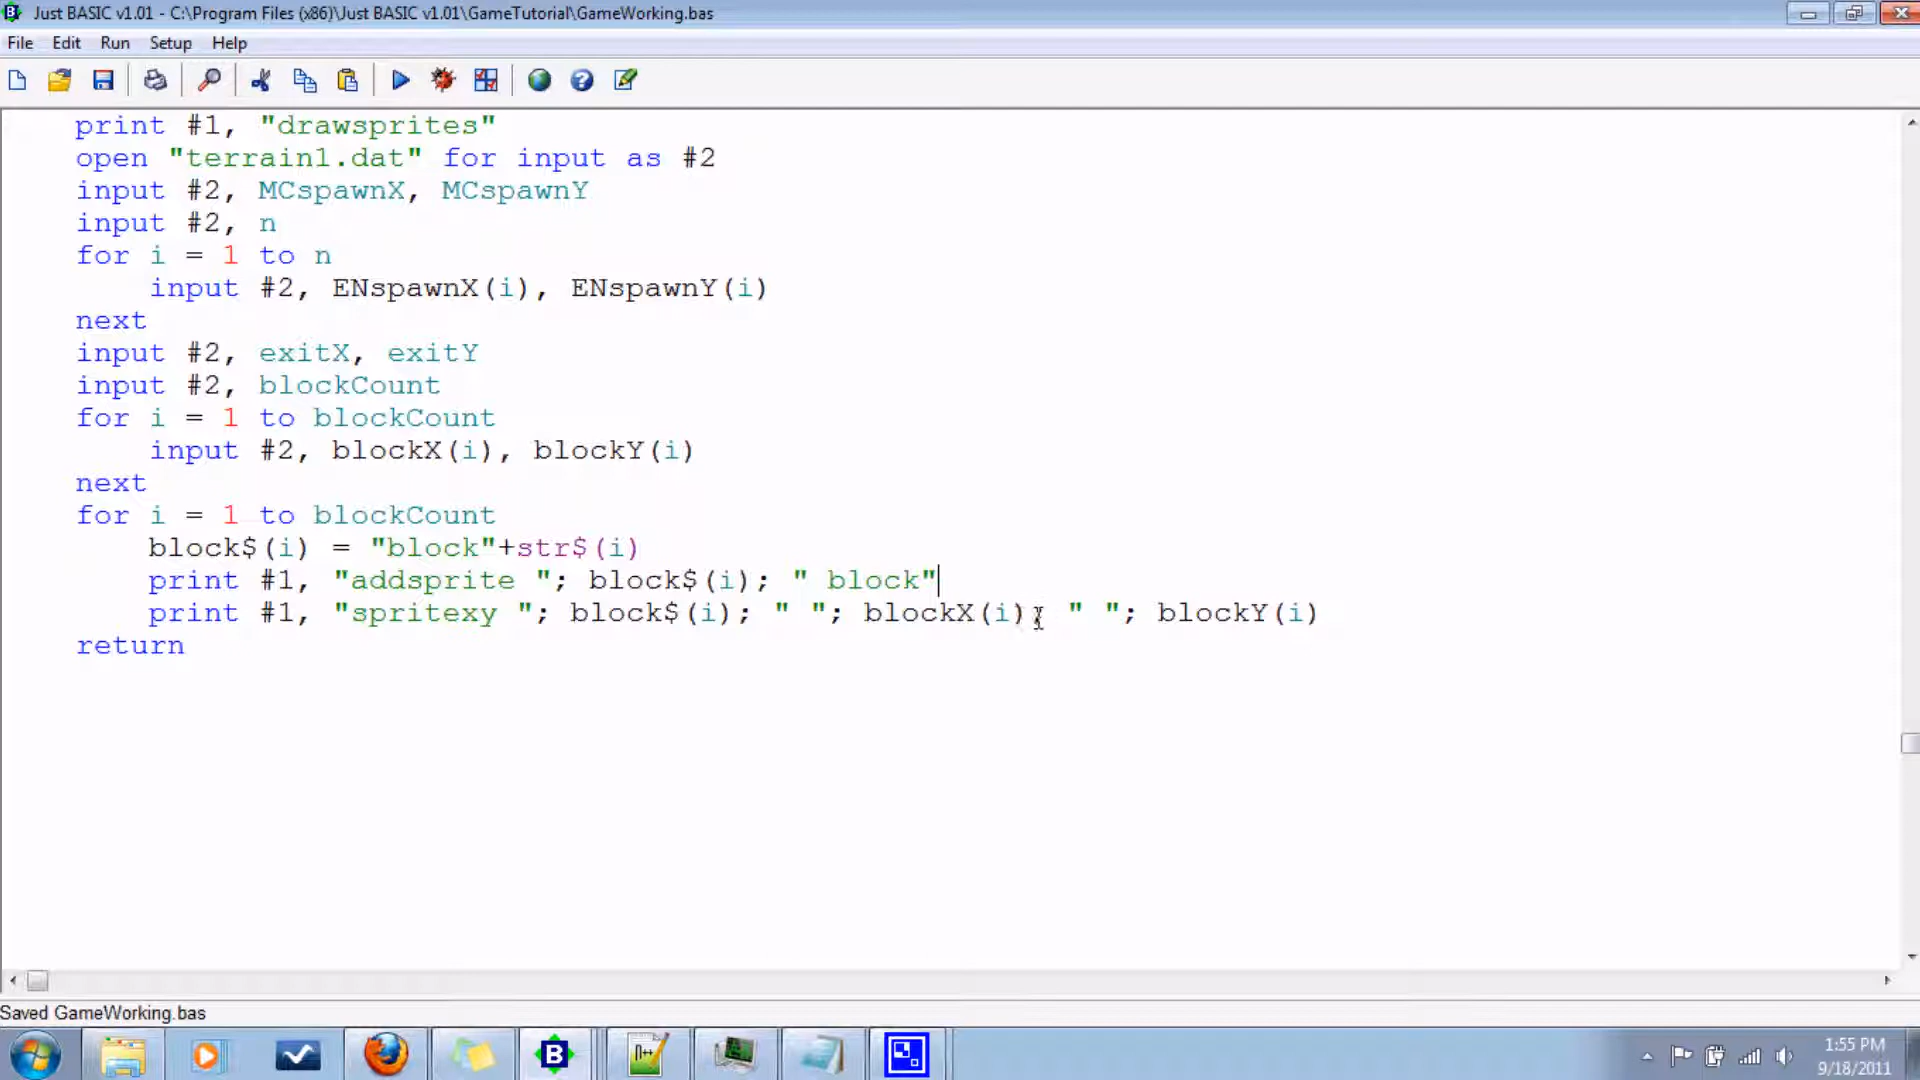 Just BASIC v1.01 - C:\Program Files (x86)\Just BASIC v1.01\GameTutorial\GameWorking.bas
File Edit Run Setup Help
print #1, "drawsprites"
open "terrain1.dat" for input as #2
input #2, MCspawnX, MCspawnY
input #2, n
for i = 1 to n
    input #2, ENspawnX(i), ENspawnY(i)
next
input #2, exitX, exitY
input #2, blockCount
for i = 1 to blockCount
    input #2, blockX(i), blockY(i)
next
for i = 1 to blockCount
    block$(i) = "block"+str$(i)
    print #1, "addsprite "; block$(i); " block"
    print #1, "spritexy "; block$(i); " "; blockX(i); " "; blockY(i)
return
Saved GameWorking.bas
1:55 PM
9/18/2011